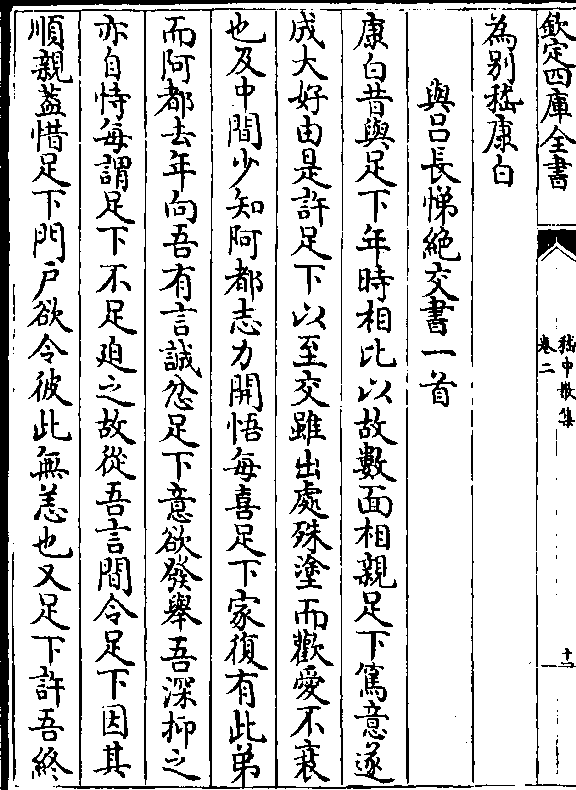 欽定四庫全書
嵇中散集
卷二
十一
為別嵇康白
與呂長悌絶交書一首
康白昔與足下年時相比以故數面相親足下篤意遂
成大好由是許足下以至交雖出處殊塗而歡愛不衰
也及中間少知阿都志力開悟每喜足下家復有此弟
而阿都去年向吾有言誠忿足下意欲發舉吾深抑之
亦自恃每謂足下不足迫之故從吾言間令足下因其
順親葢惜足下門户欲令彼此無恙也又足下許吾終